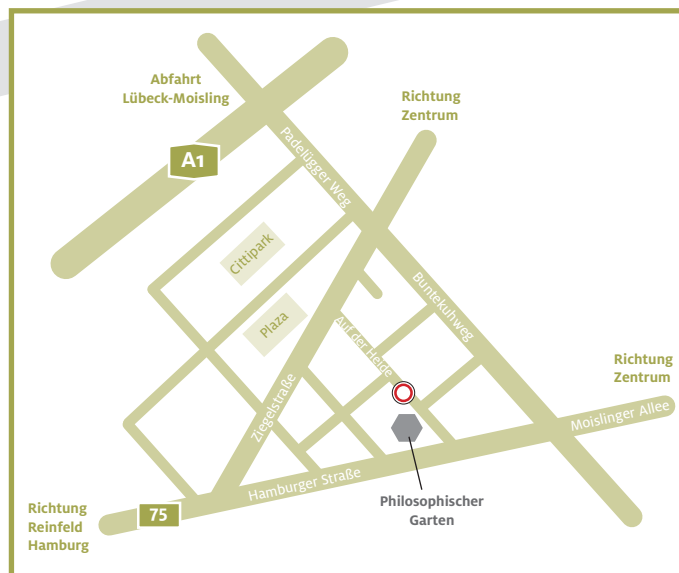 Abfahrt
Lübeck-Moisling
Richtung
Zentrum
A1
Padelügger Weg
Cittipark
Plaza
Auf der Heide
Buntekuhweg
Ziegelstraße
Richtung
Zentrum
Moislinger Allee
Hamburger Straße
Philosophischer
Garten
Richtung
Reinfeld
Hamburg
75